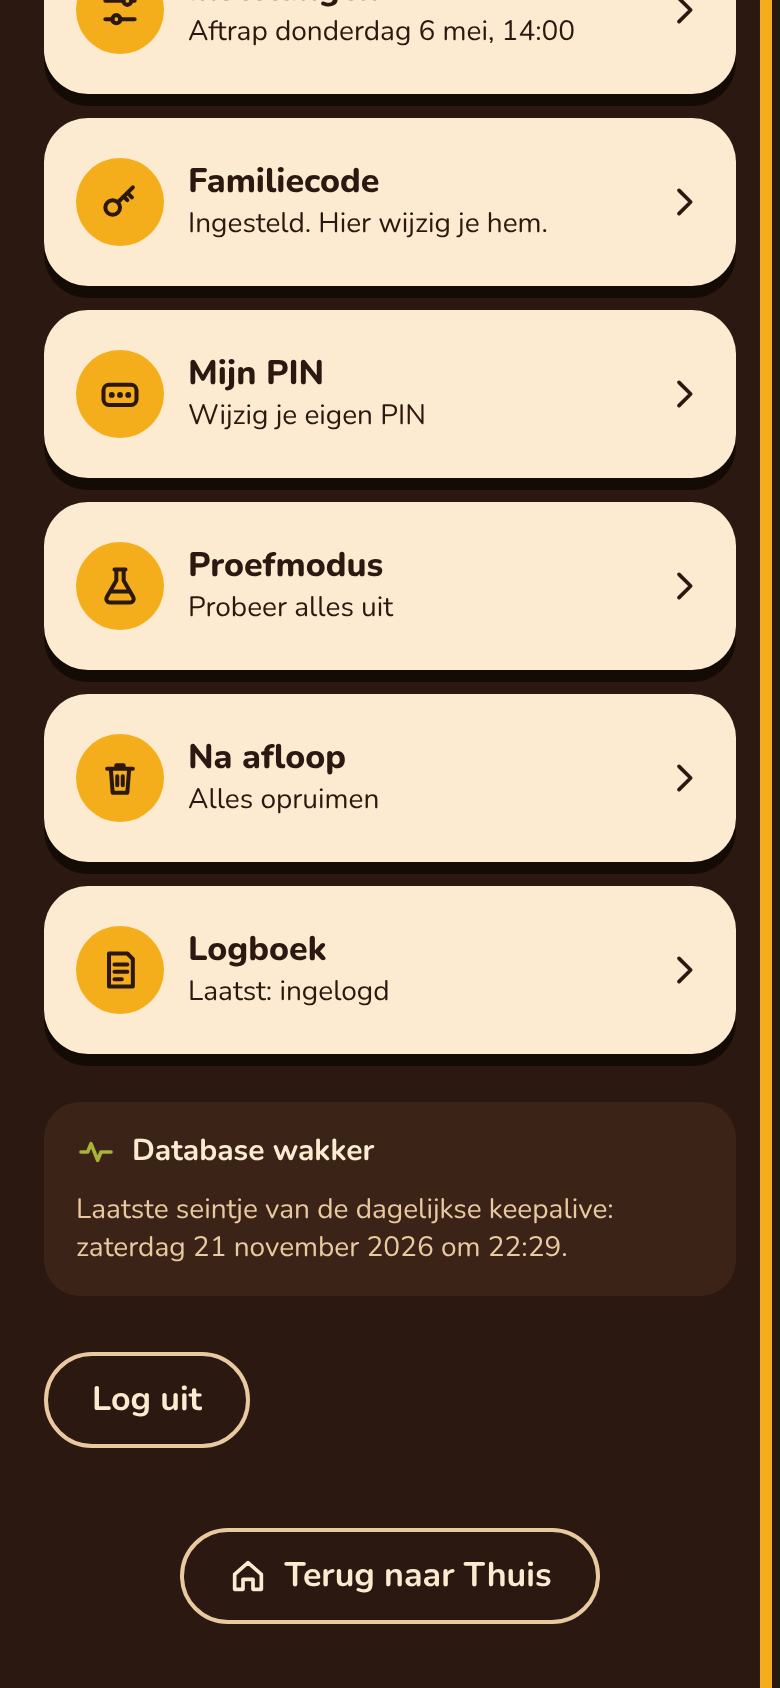 Aftrap donderdag 6 mei, 14:00
Familiecode
Ingesteld. Hier wijzig je hem.
Mijn PIN
Wijzig je eigen PIN
Proefmodus
Probeer alles uit
Na afloop
Alles opruimen
Logboek
Laatst: ingelogd
Database wakker
Laatste seintje van de dagelijkse keepalive:
zaterdag 21 november 2026 om 22:29.
Log uit
Terug naar Thuis